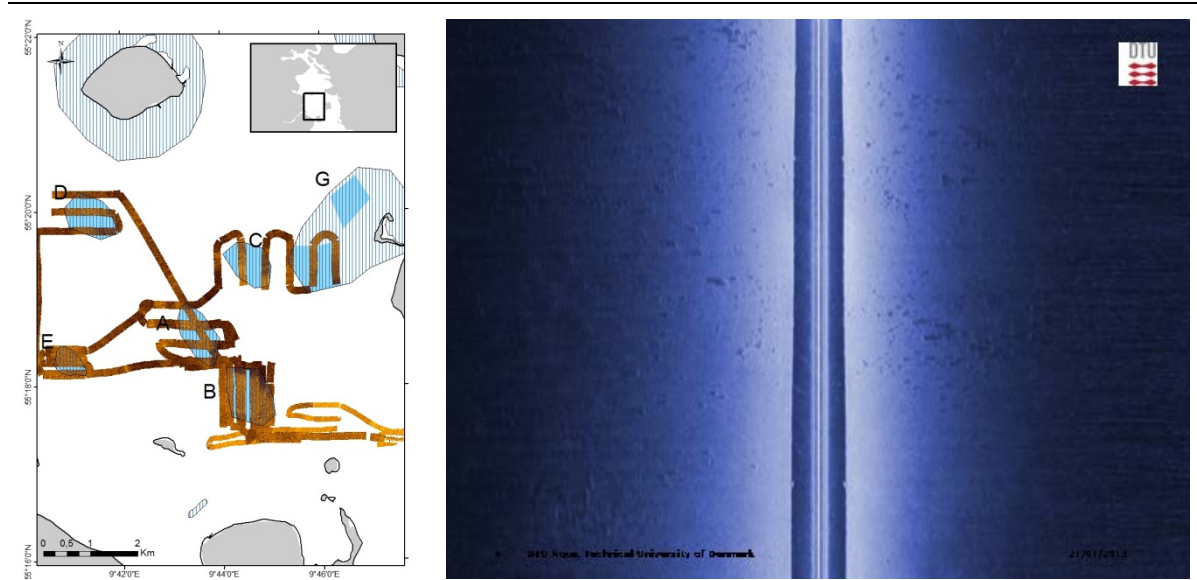 55°22'0"N
N
D
G
55°20'0"N
C
A
E
55°18'0"N
B
0 0,5 1 2
Km
55°16'0"N
9°42'0"E 9°44'0"E 9°46'0"E
DTU
DTU Aqua, Technical University of Denmark